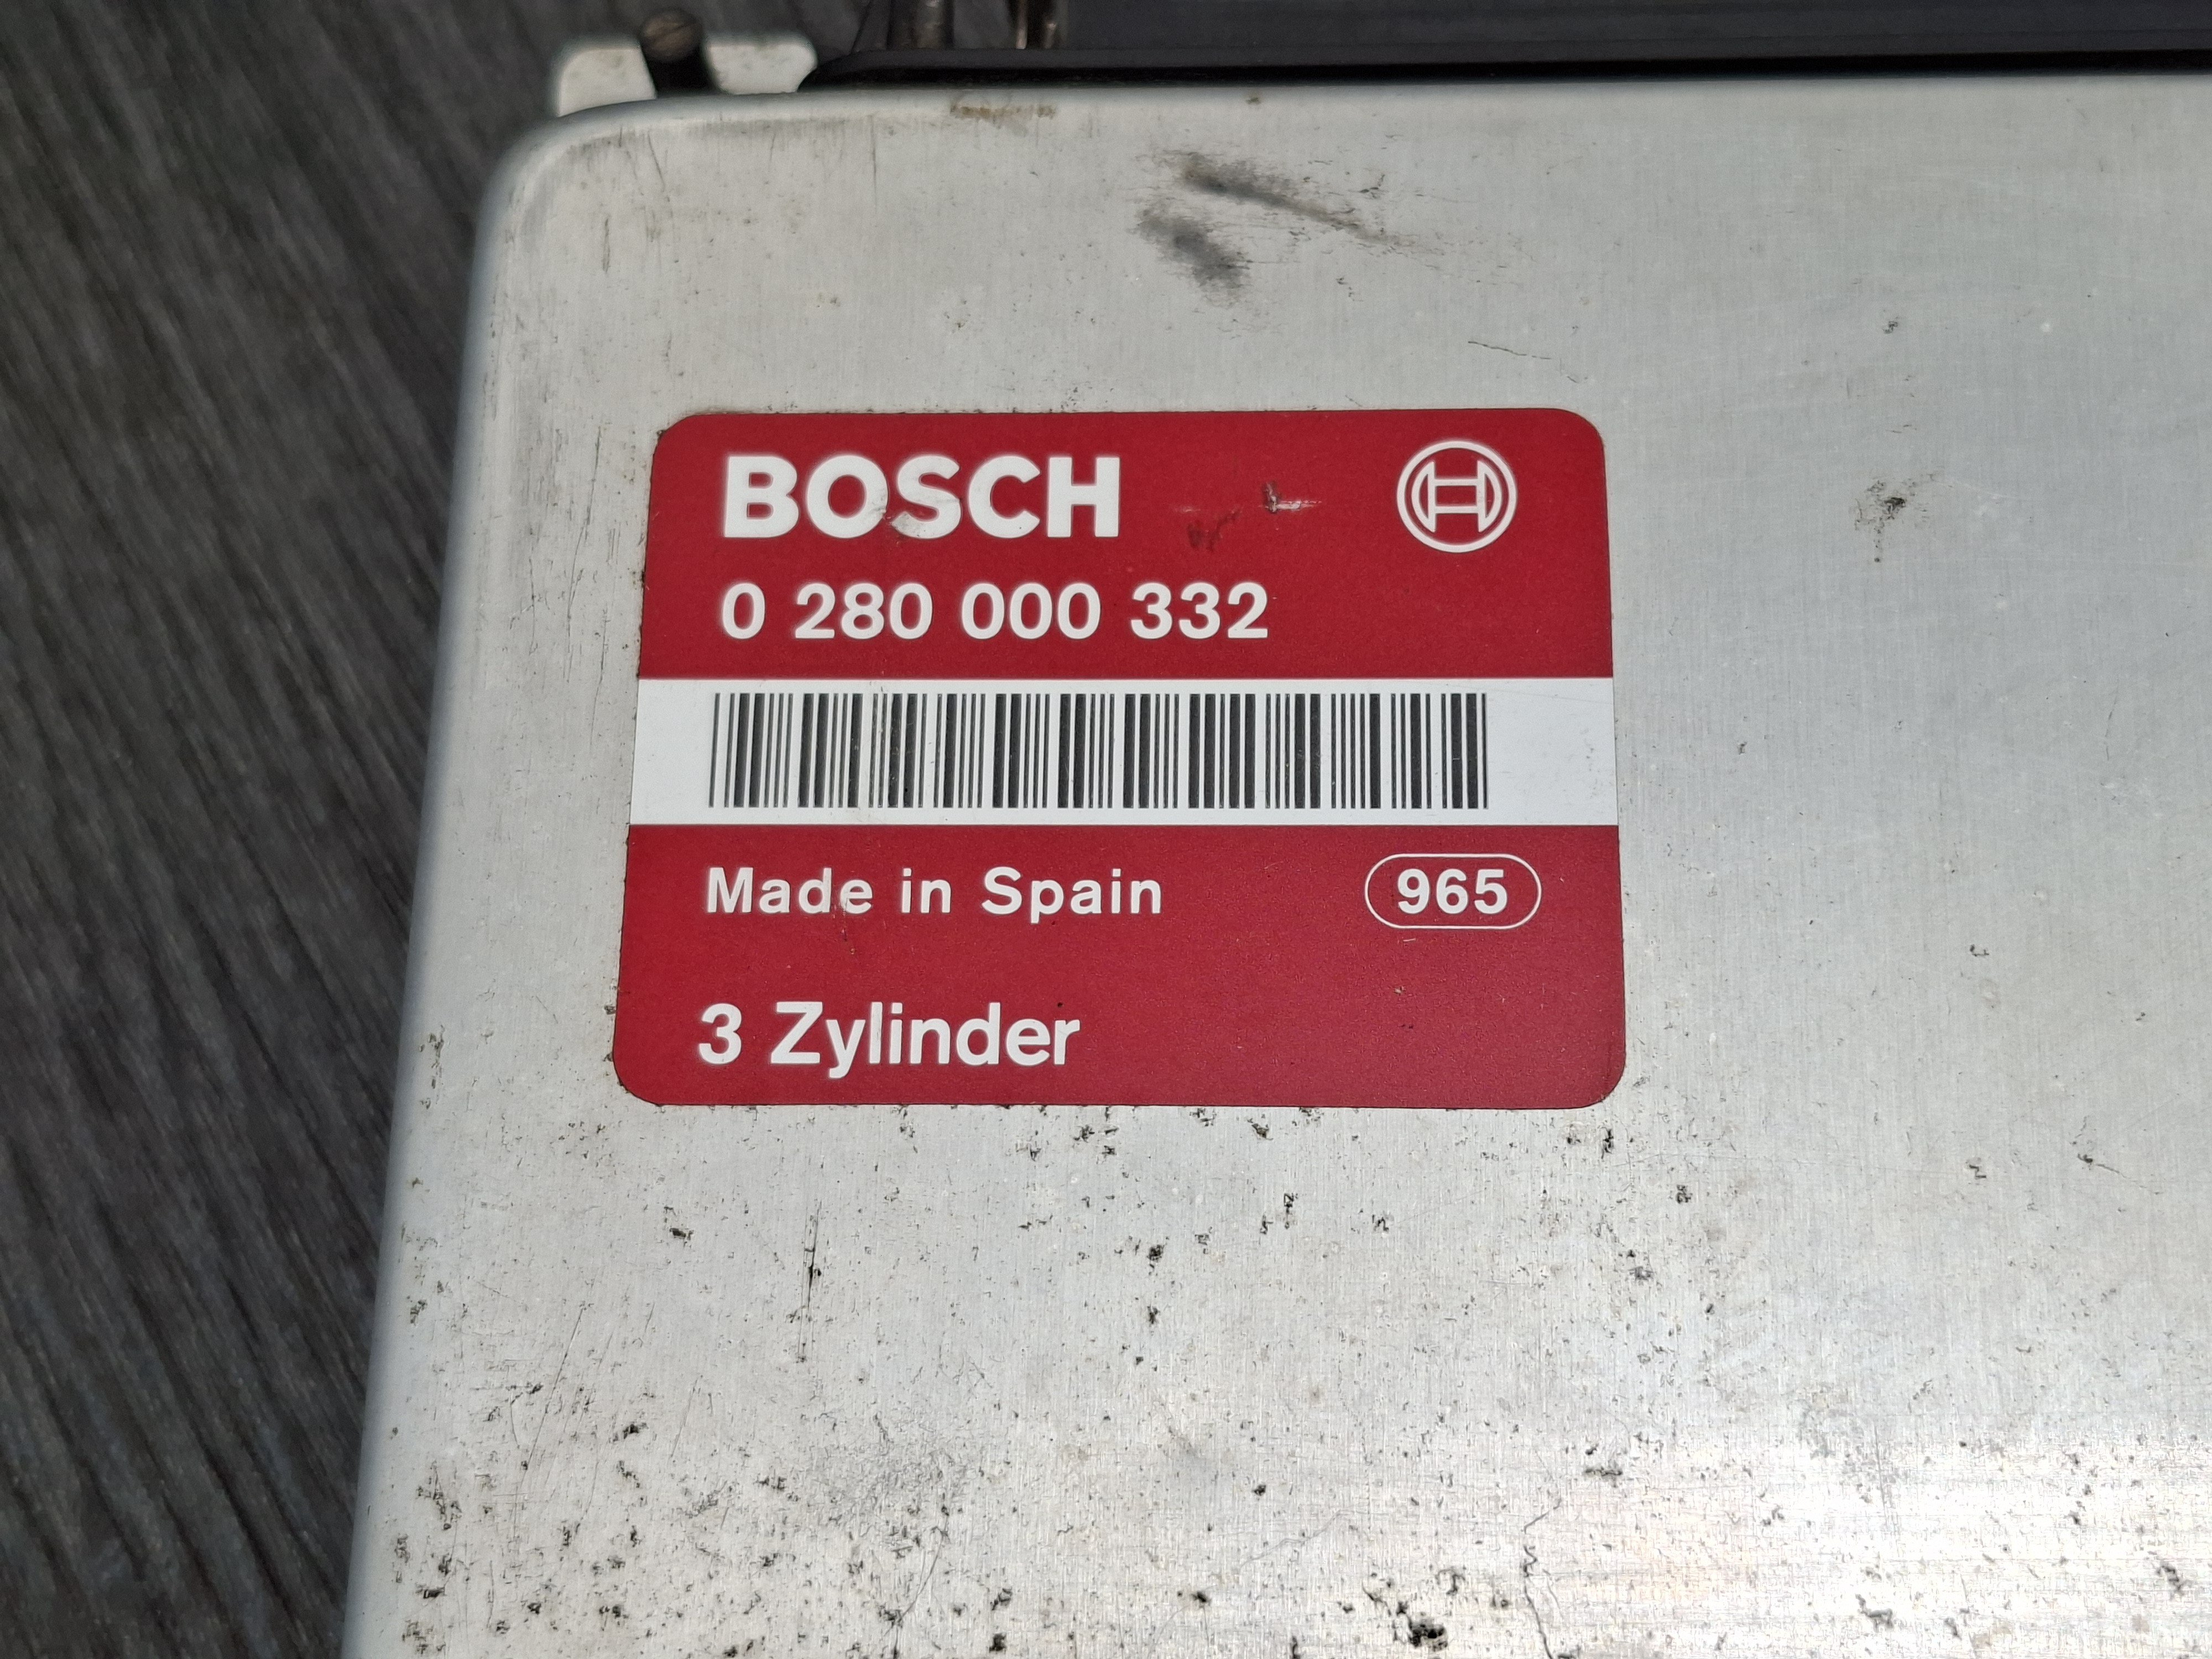 BOSCH
0 280 000 332
Made in Spain 965
3 Zylinder